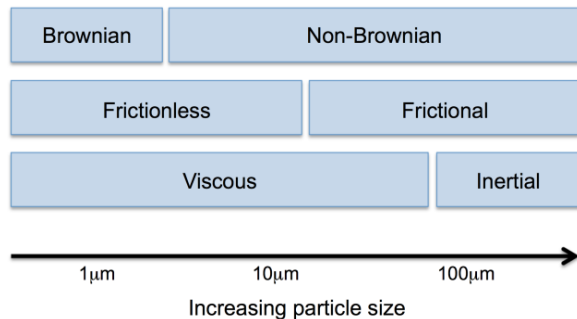 Brownian Non-Brownian
Frictionless Frictional
Viscous Inertial
1μm 10μm 100μm
Increasing particle size